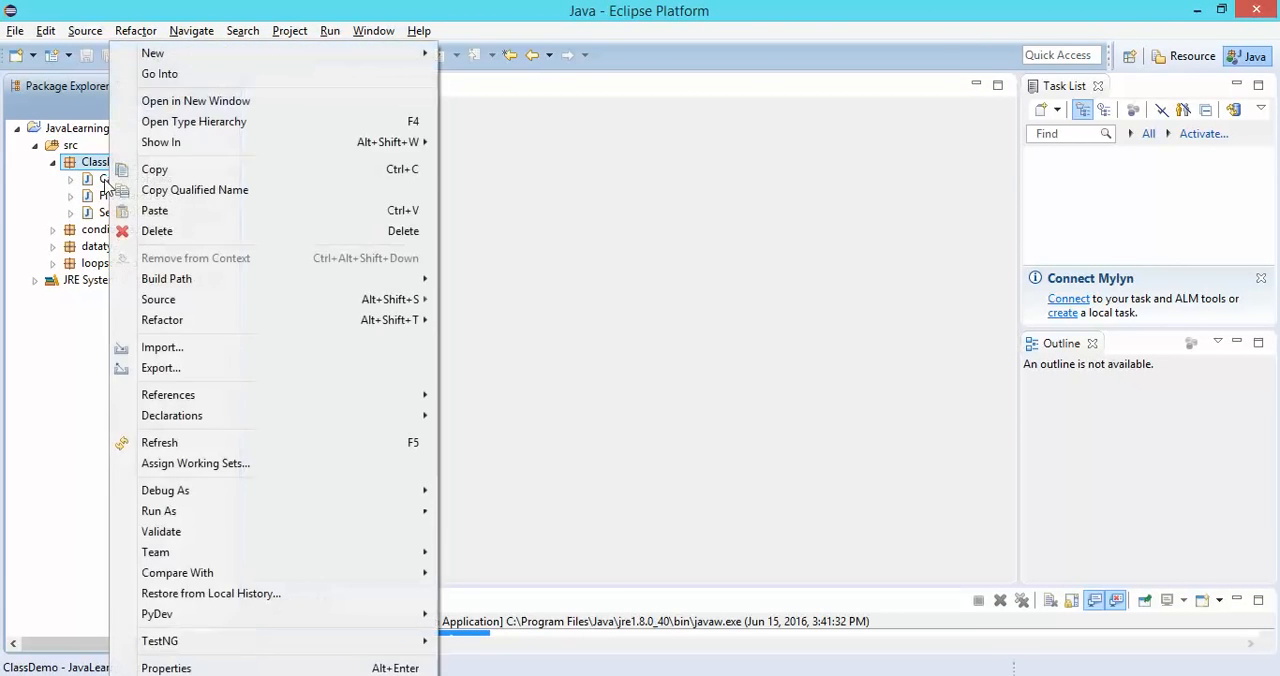 Java - Eclipse Platform
File Edit Source Refactor Navigate Search Project Run Window Help
Quick Access Resource Java
Package Explorer
JavaLearning
src
condi
dataty
loops
JRE Syste
New
Go Into
Open in New Window
Open Type Hierarchy F4
Show In Alt+Shift+W
Copy Ctrl+C
Copy Qualified Name
Paste Ctrl+V
Delete Delete
Remove from Context Ctrl+Alt+Shift+Down
Build Path
Source Alt+Shift+S
Refactor Alt+Shift+T
Import...
Export...
References
Declarations
Refresh F5
Assign Working Sets...
Debug As
Run As
Validate
Team
Compare With
Restore from Local History...
PyDev
TestNG
Properties Alt+Enter
Task List
Find All Activate...
Connect Mylyn
Connect to your task and ALM tools or
create a local task.
Outline
An outline is not available.
Application] C:\Program Files\Java\jre1.8.0_40\bin\javaw.exe (Jun 15, 2016, 3:41:32 PM)
ClassDemo - JavaLear